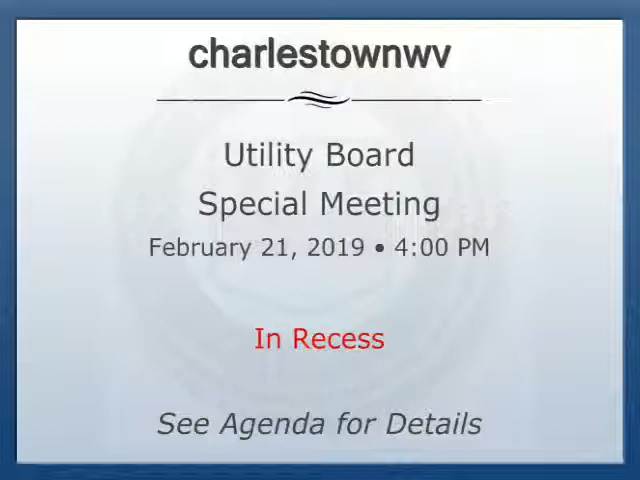 charlestownwv
Utility Board
Special Meeting
February 21, 2019 • 4:00 PM
In Recess
See Agenda for Details